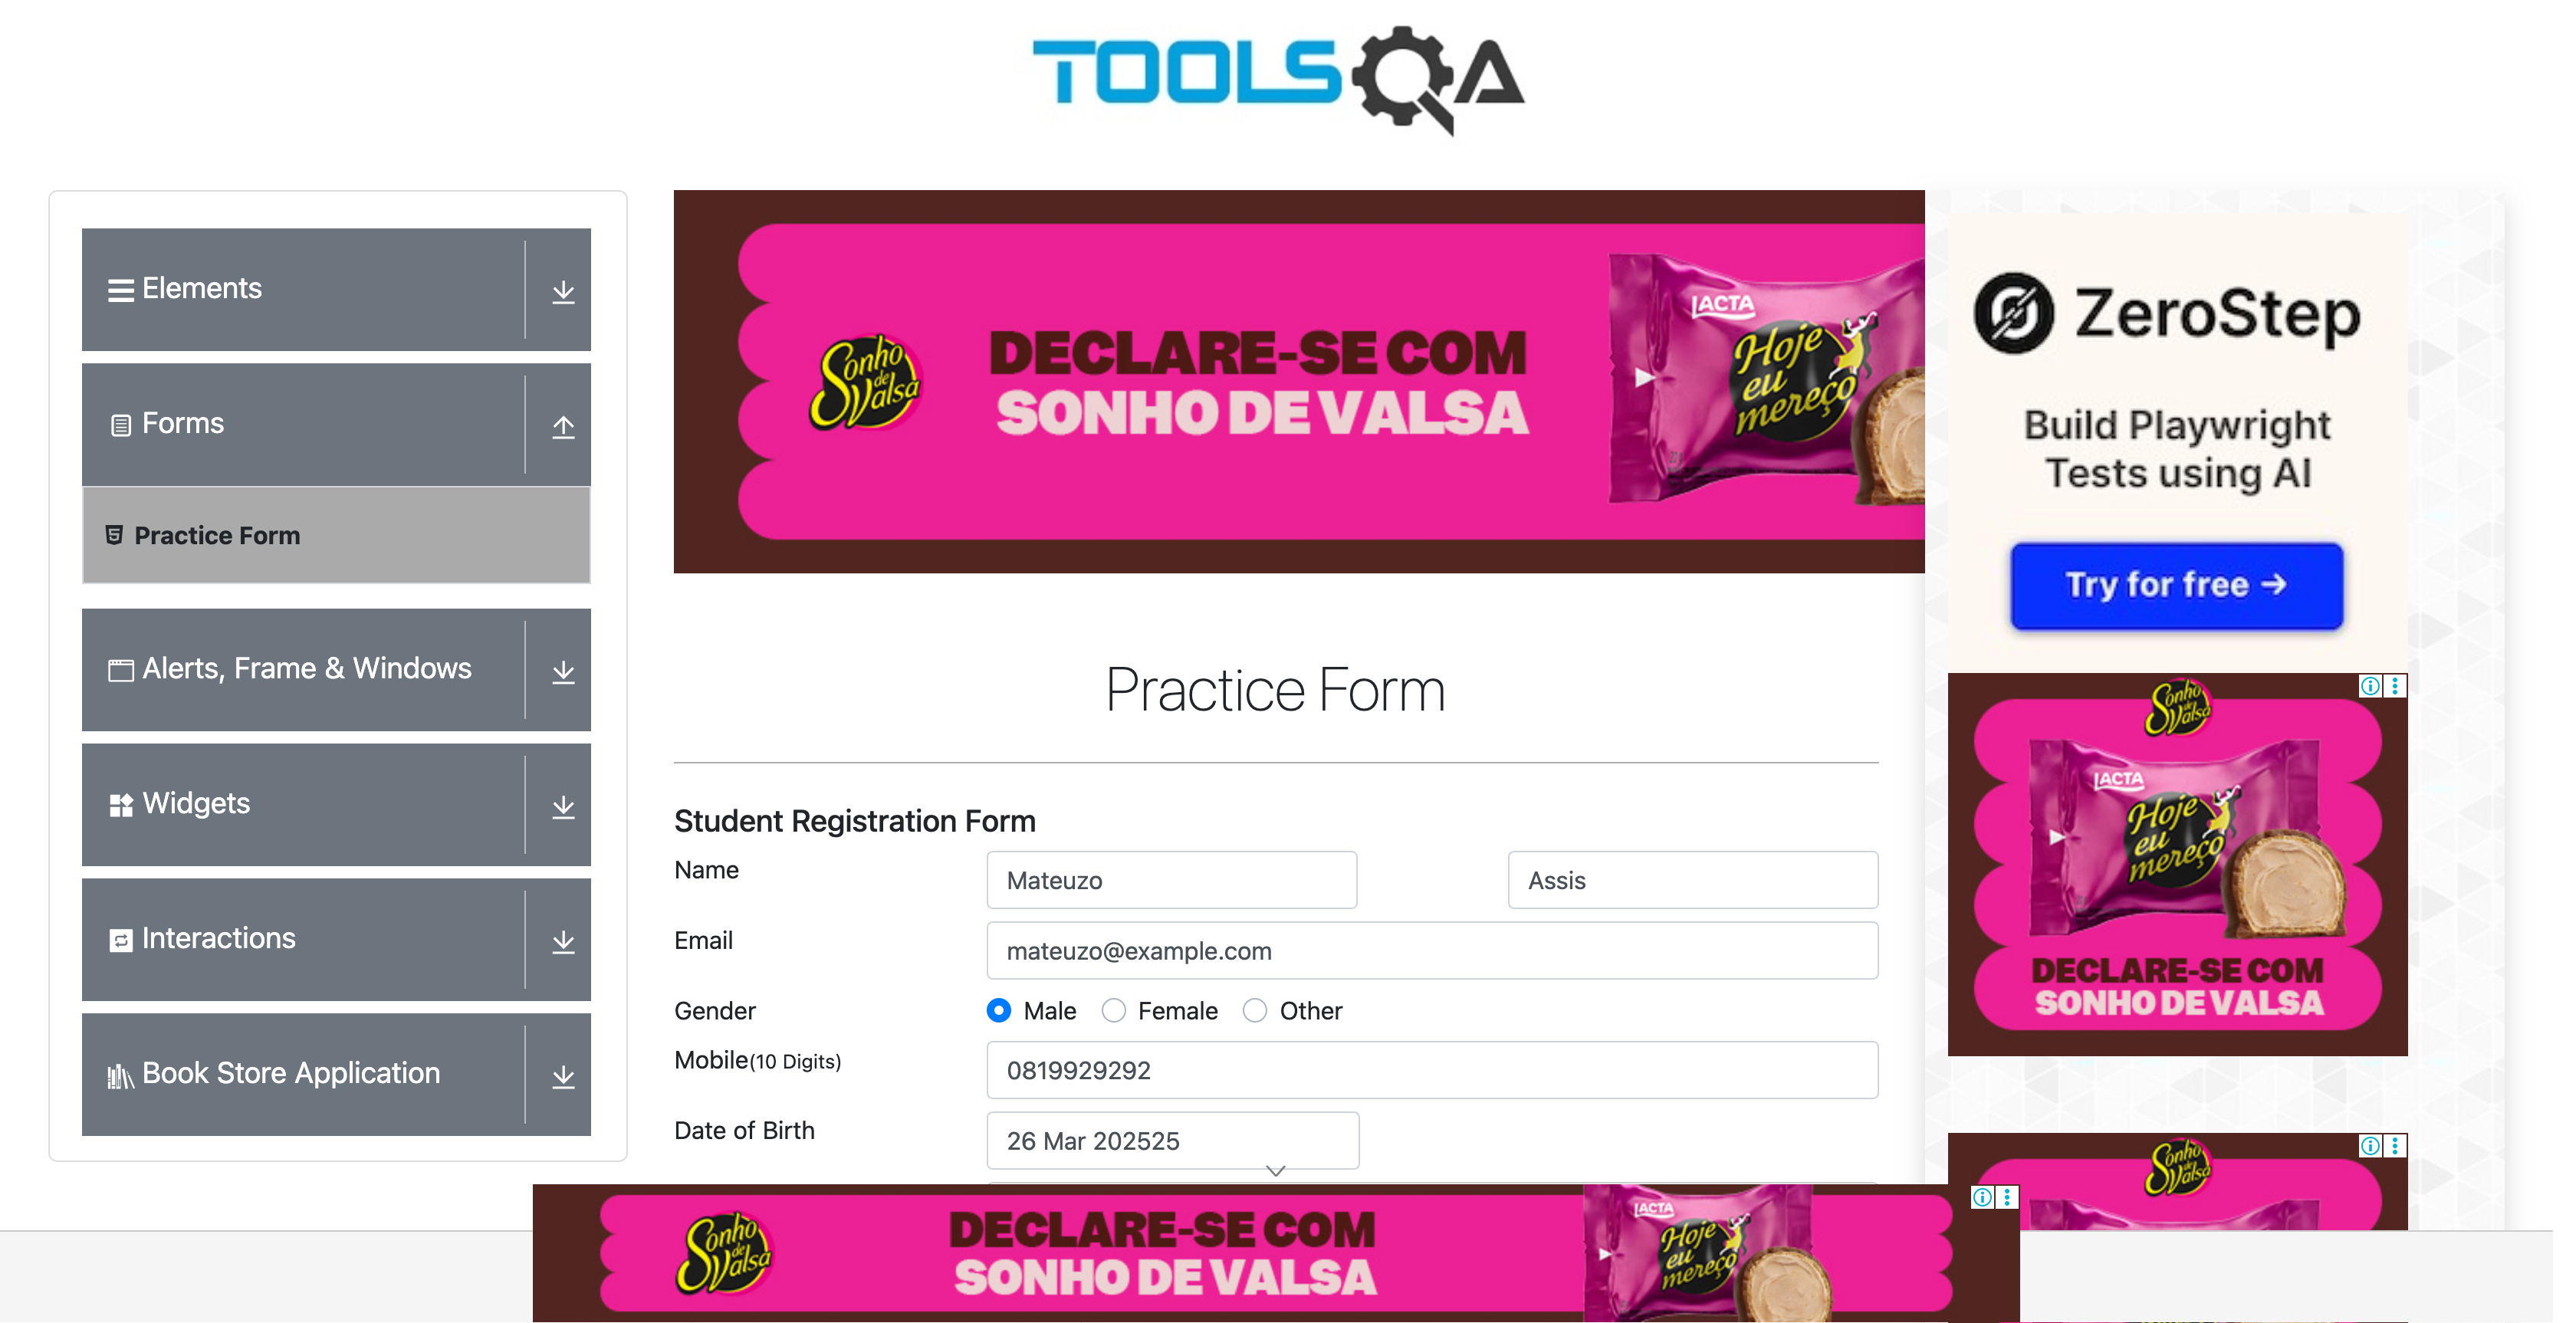 TOOLSQA
Elements
Forms
Practice Form
Alerts, Frame & Windows
Widgets
Interactions
Book Store Application
Sonho de Valsa
DECLARE-SE COM
SONHO DE VALSA
LACTA
Hoje
eu
mereço
Practice Form
Student Registration Form
Name
Mateuzo
Assis
Email
mateuzo@example.com
Gender
Male
Female
Other
Mobile(10 Digits)
0819929292
Date of Birth
26 Mar 202525
ZeroStep
Build Playwright
Tests using AI
Try for free →
Sonho de Valsa
LACTA
Hoje
eu
mereço
DECLARE-SE COM
SONHO DE VALSA
Sonho de Valsa
Sonho de Valsa
DECLARE-SE COM
SONHO DE VALSA
LACTA
Hoje
eu
mereço